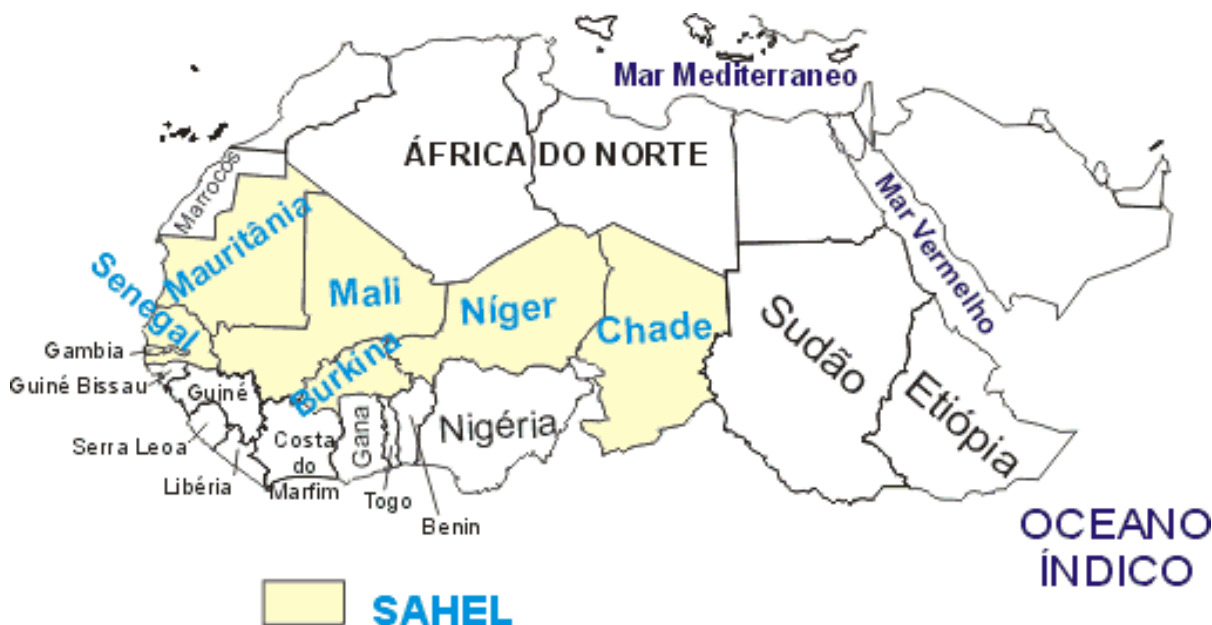 Mar Mediterraneo
ÁFRICA DO NORTE
Marrocos
Mar Vermelho
Mauritânia
Senegal
Mali
Níger
Chade
Sudão
Burkina
Gambia
Guiné Bissau
Guiné
Etiópia
Gana
Nigéria
Serra Leoa
Costa
do
Marfim
Libéria
Togo
Benin
OCEANO
ÍNDICO
SAHEL